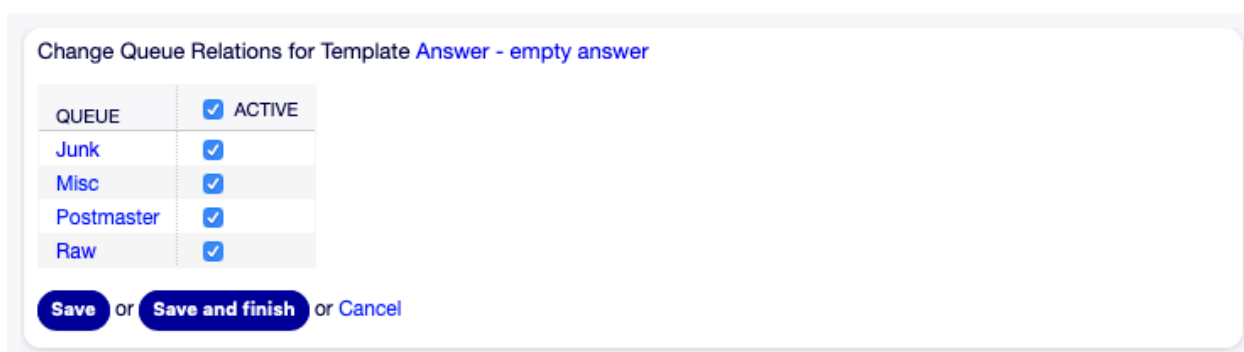 Change Queue Relations for Template Answer - empty answer
QUEUE ACTIVE
Junk
Misc
Postmaster
Raw
Save or Save and finish or Cancel